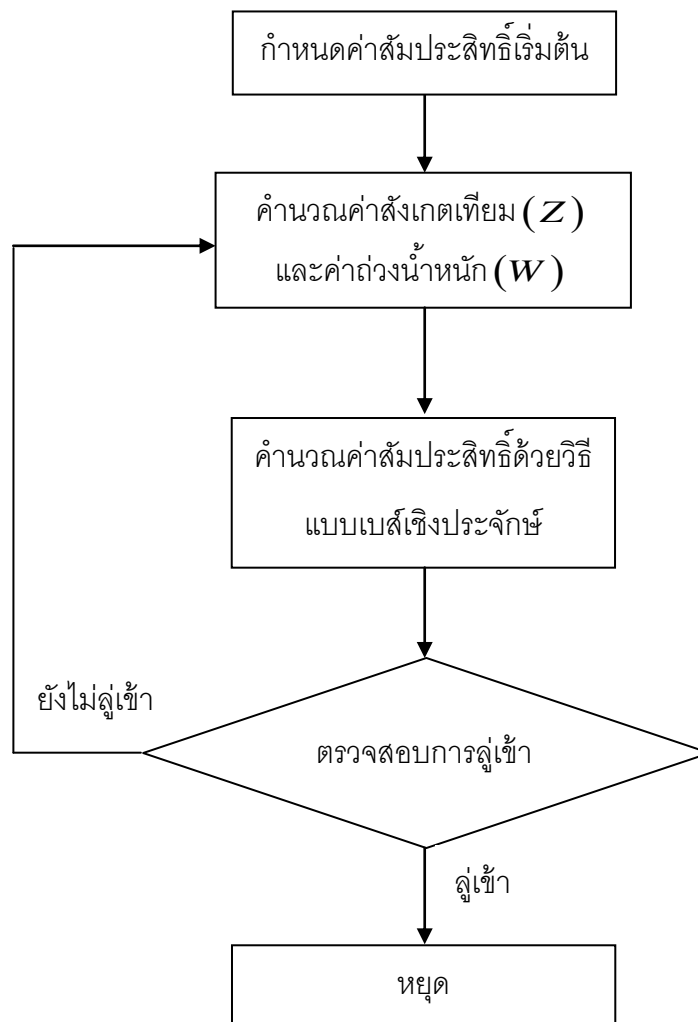 กำหนดค่าสัมประสิทธิ์เริ่มต้น
คำนวณค่าสังเกตเทียม (Z)
และค่าถ่วงน้ำหนัก (W)
คำนวณค่าสัมประสิทธิ์ด้วยวิธี
แบบเบส์เชิงประจักษ์
ยังไม่ลู่เข้า
ตรวจสอบการลู่เข้า
ลู่เข้า
หยุด